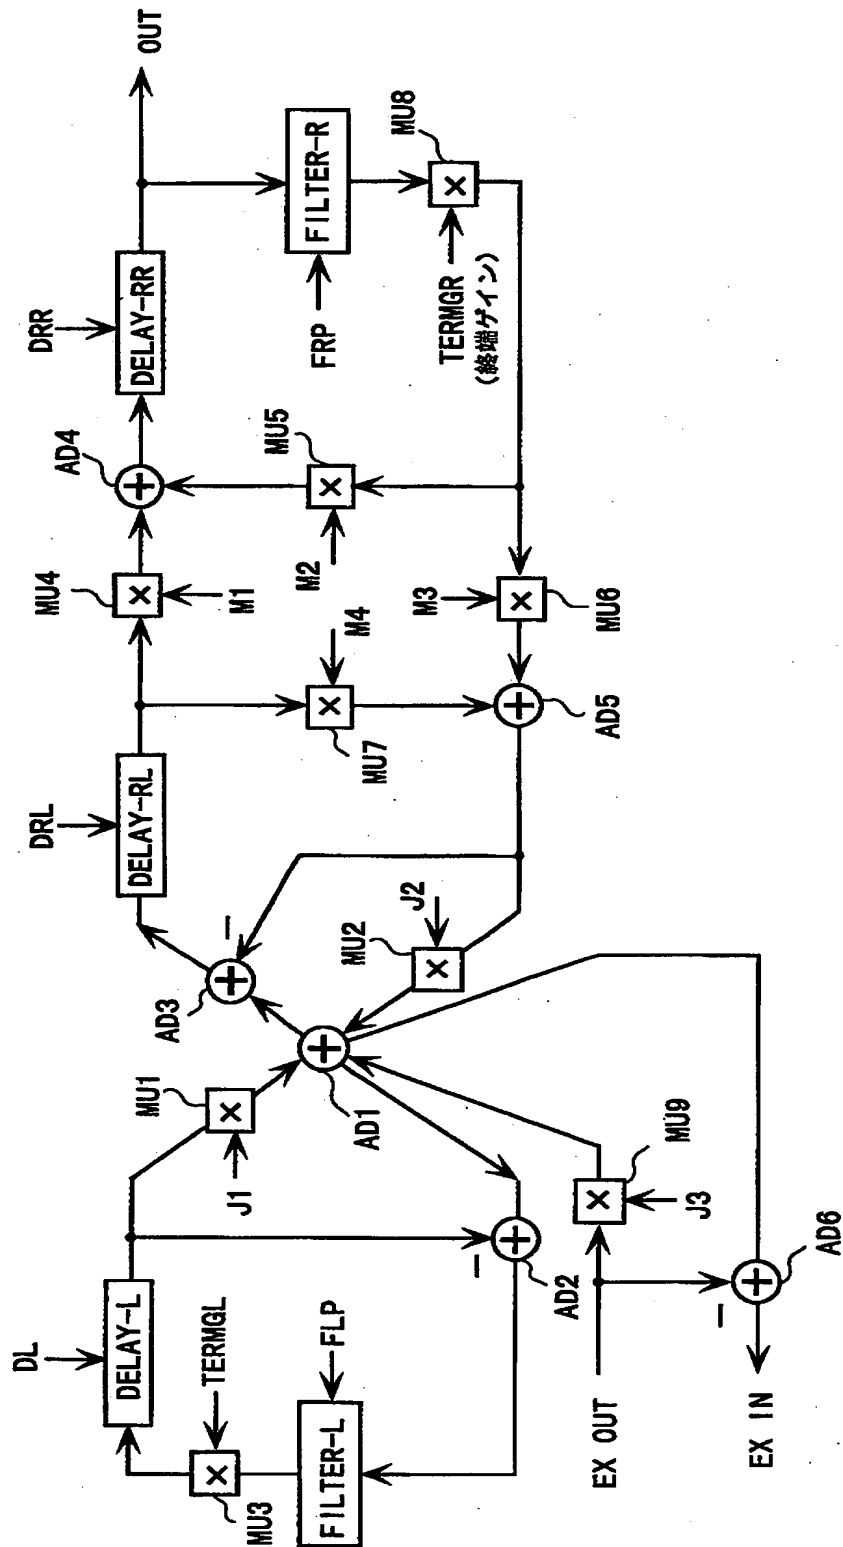 OUT
DRR
DELAY-RR
FILTER-R
FRP
MU8
×
TERMGR
(終端ゲイン)
AD4
+
MU5
×
M2
MU4
×
M1
M3
×
MU6
M4
×
MU7
+
AD5
DRL
DELAY-RL
J2
MU2
×
−
+
AD3
+
AD1
MU1
×
J1
MU9
×
J3
−
+
AD2
−
+
AD6
DL
DELAY-L
TERMGL
×
MU3
FLP
FILTER-L
EX OUT
EX IN